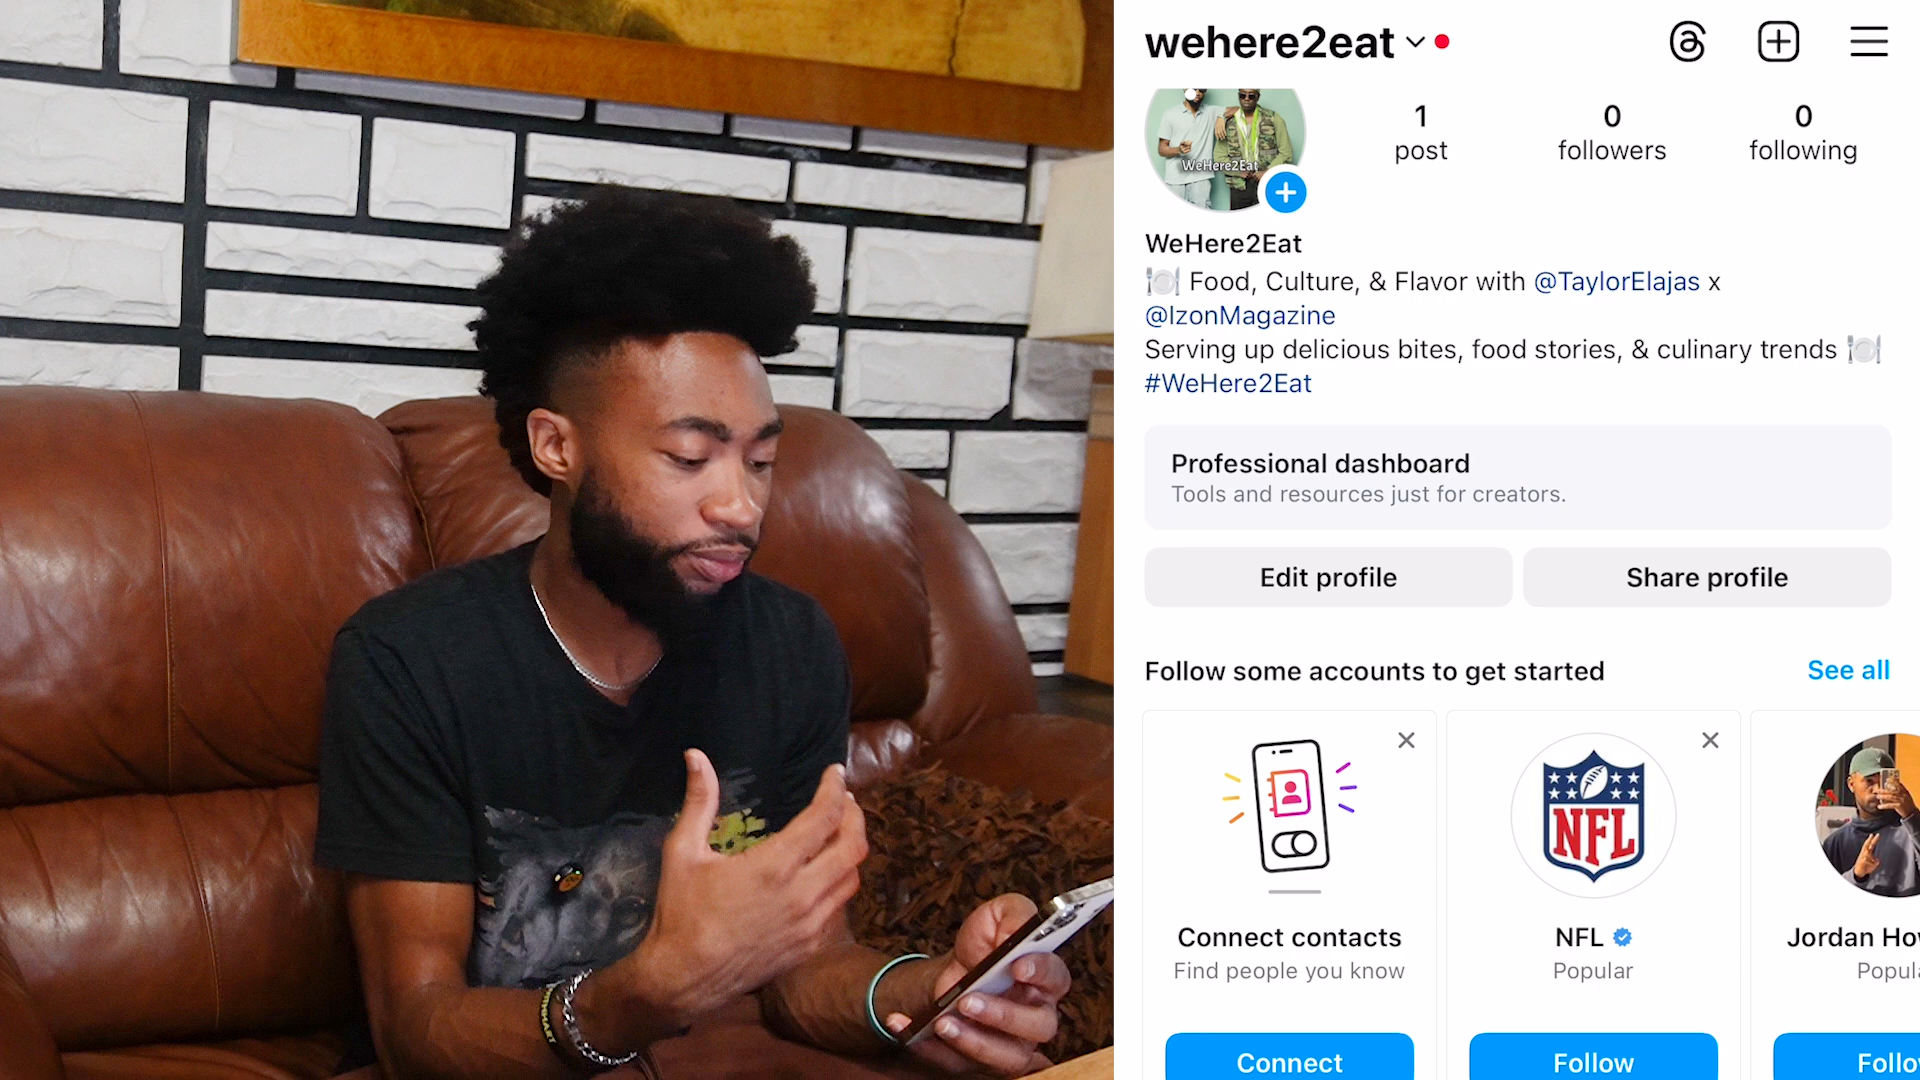 wehere2eat
1
post
0
followers
0
following
WeHere2Eat
WeHere2Eat
🍽️ Food, Culture, & Flavor with @TaylorElajas x
@IzonMagazine
Serving up delicious bites, food stories, & culinary trends 🍽️
#WeHere2Eat
Professional dashboard
Tools and resources just for creators.
Edit profile
Share profile
Follow some accounts to get started
See all
NFL
Connect contacts
Find people you know
NFL
Popular
Jordan
Connect
Follow